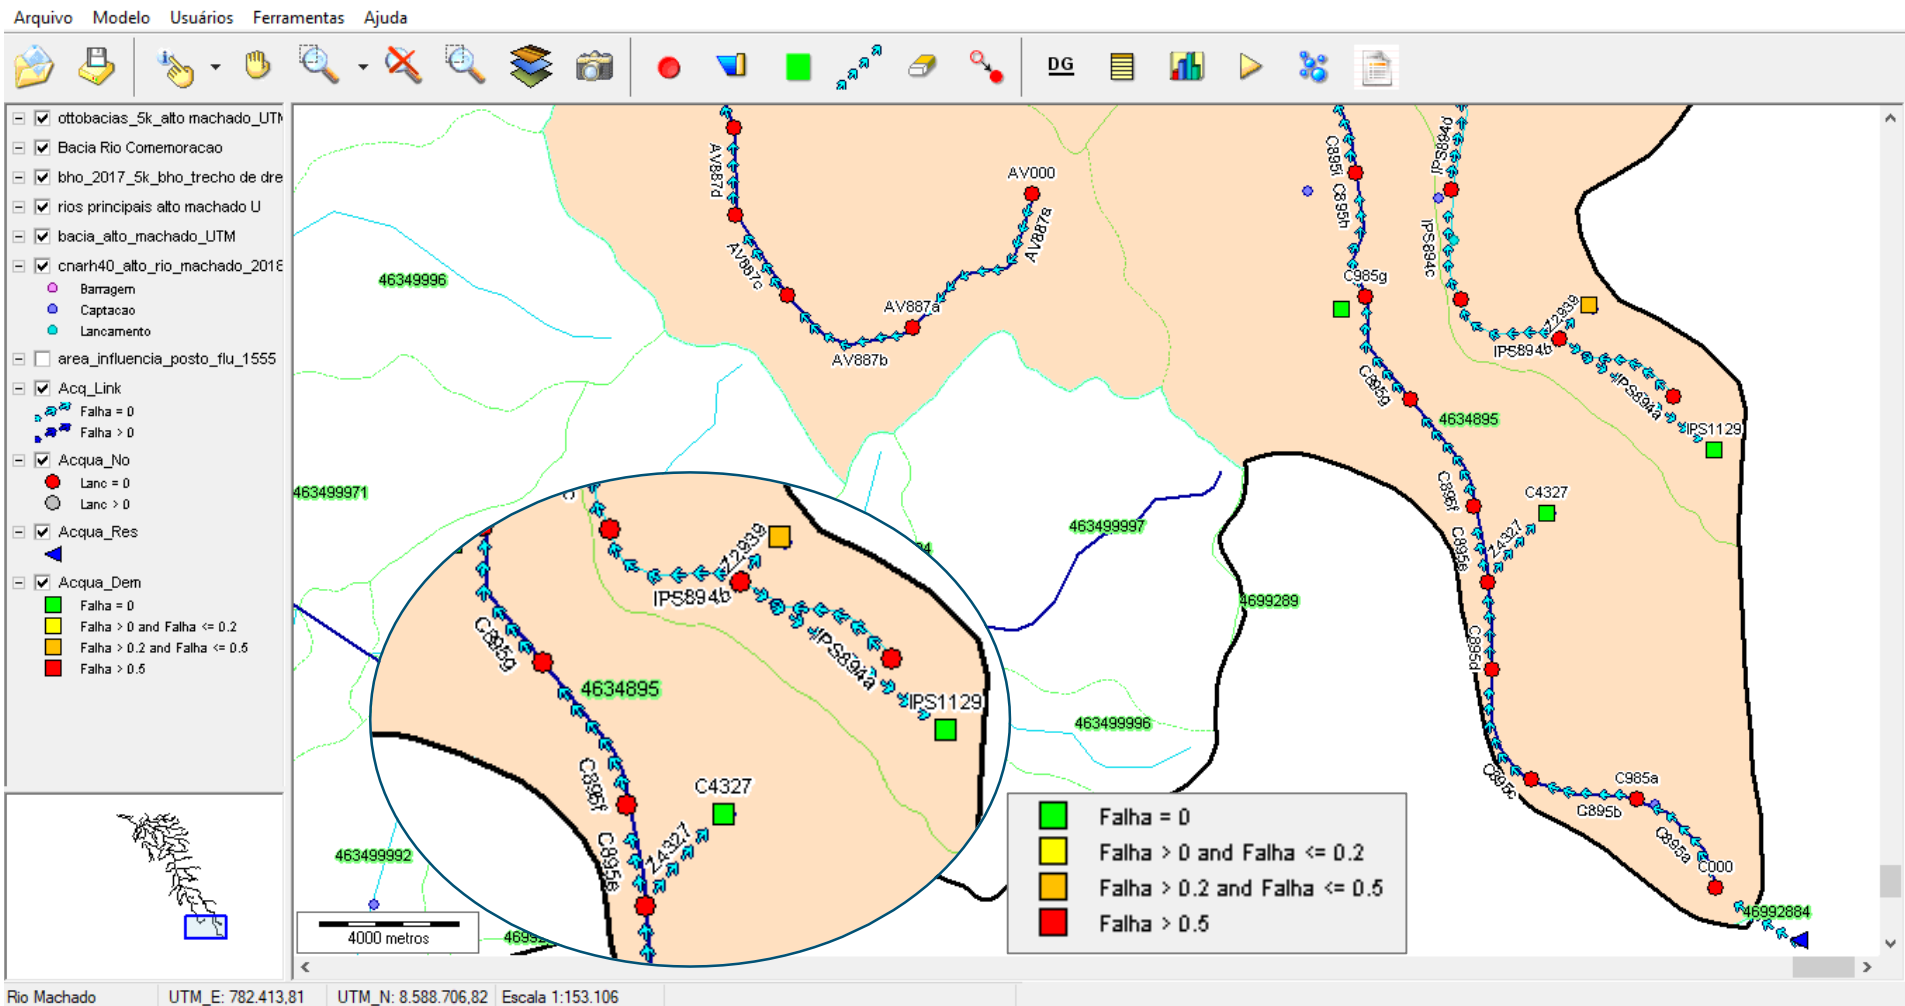 Arquivo Modelo Usuários Ferramentas Ajuda
DG
ottobacias_5k_alto machado_UTM
Bacia Rio Comemoracao
bho_2017_5k_bho_trecho de dre
rios principais alto machado U
bacia_alto_machado_UTM
cnarh40_alto_rio_machado_2018
Barragem
Captacao
Lancamento
area_influencia_posto_flu_1555
Acq_Link
Falha = 0
Falha > 0
Acqua_No
Lanc = 0
Lanc > 0
Acqua_Res
Acqua_Dem
Falha = 0
Falha > 0 and Falha <= 0.2
Falha > 0.2 and Falha <= 0.5
Falha > 0.5
AV887d
AV000
AV887a
AV887c
AV887a
AV887b
46349996
463499971
463499992
463499997
463499996
4699289
C895i
C895h
C985g
C895g
4634895
C895f
C895e
C4327
Z4327
C895d
C895c
C985a
C895b
C895a
C000
46992884
IPS894d
IPS894c
Z2939
IPS894b
IPS894a
IPS1129
Z2939
IPS894b
IPS894a
IPS1129
C895g
4634895
C895f
C4327
Z4327
C895e
Falha = 0
Falha > 0 and Falha <= 0.2
Falha > 0.2 and Falha <= 0.5
Falha > 0.5
4000 metros
Rio Machado UTM_E: 782.413,81 UTM_N: 8.588.706,82 Escala 1:153.106